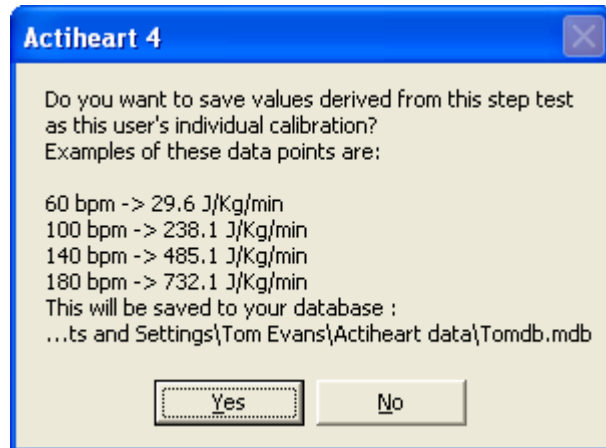 Actiheart 4
Do you want to save values derived from this step test
as this user's individual calibration?
Examples of these data points are:
60 bpm -> 29.6 J/Kg/min
100 bpm -> 238.1 J/Kg/min
140 bpm -> 485.1 J/Kg/min
180 bpm -> 732.1 J/Kg/min
This will be saved to your database :
...ts and Settings\Tom Evans\Actiheart data\Tomdb.mdb
Yes No